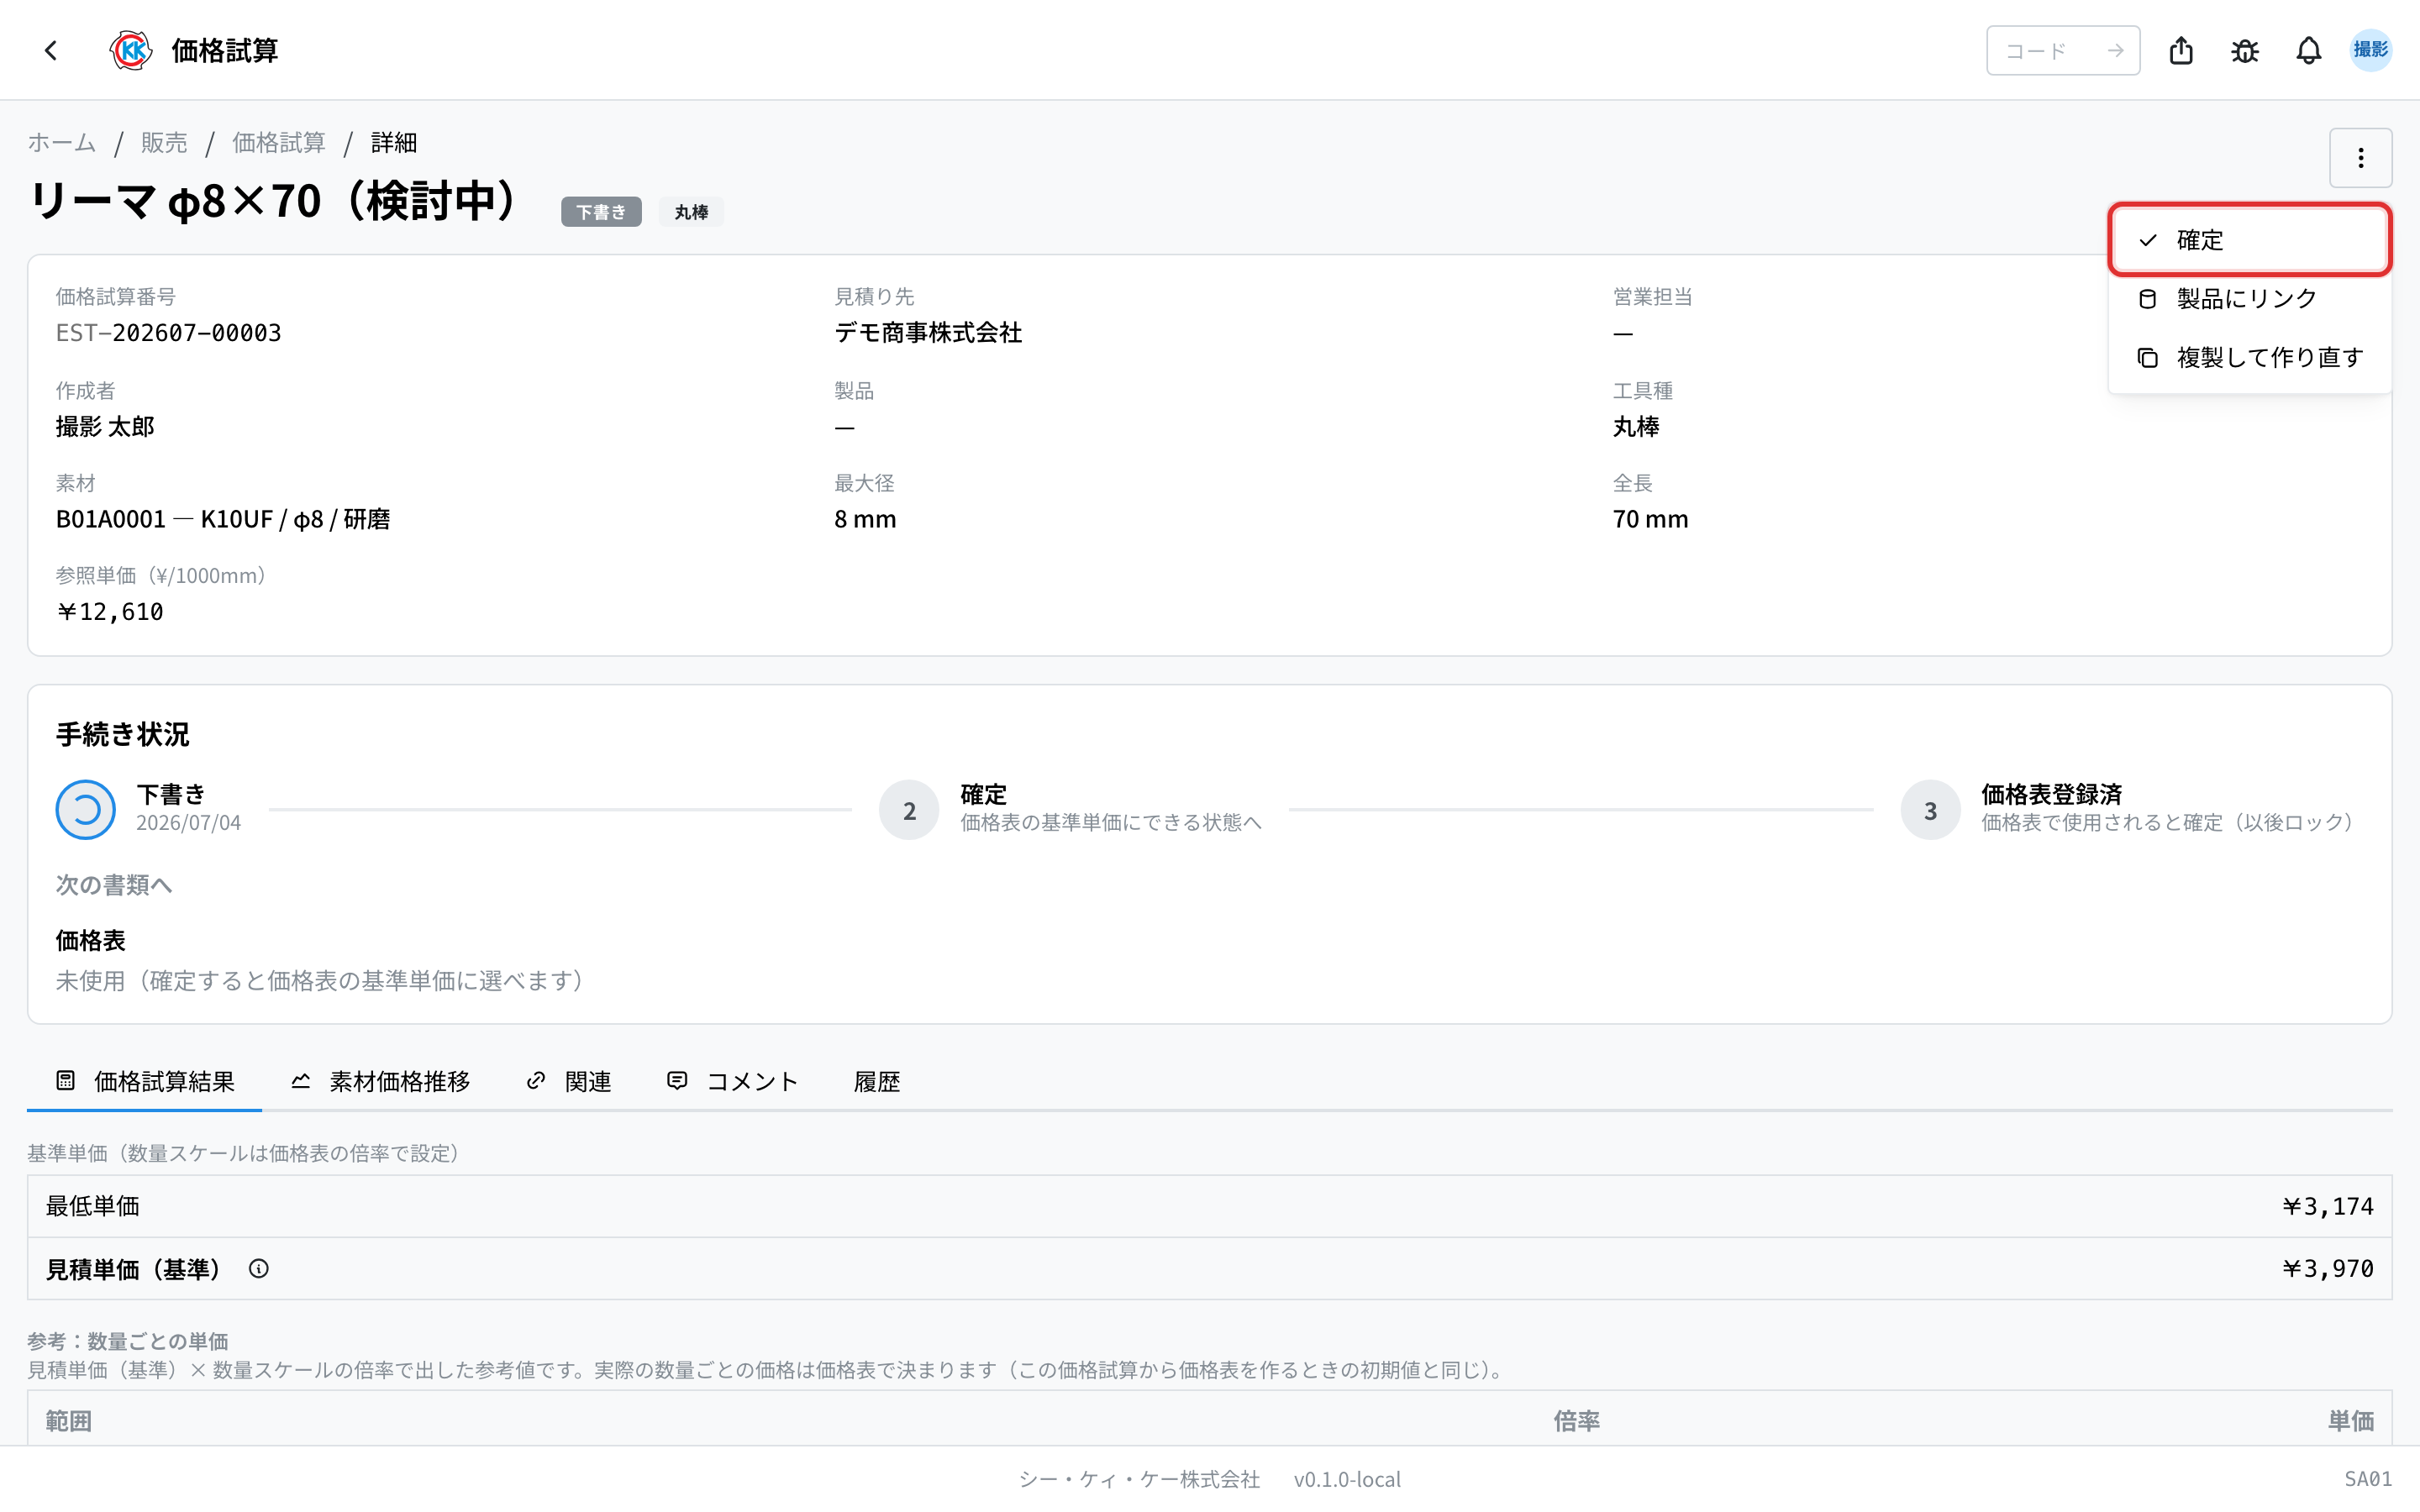 CKK 価格試算 コード 撮影
ホーム / 販売 / 価格試算 / 詳細
リーマ φ8×70（検討中） 下書き 丸棒
確定
製品にリンク
複製して作り直す
価格試算番号 見積り先 営業担当
EST-202607-00003 デモ商事株式会社 —
作成者 製品 工具種
撮影 太郎 — 丸棒
素材 最大径 全長
B01A0001 — K10UF / φ8 / 研磨 8 mm 70 mm
参照単価（¥/1000mm）
￥12,610
手続き状況
下書き 2 確定 3 価格表登録済
2026/07/04 価格表の基準単価にできる状態へ 価格表で使用されると確定（以後ロック）
次の書類へ
価格表
未使用（確定すると価格表の基準単価に選べます）
価格試算結果 素材価格推移 関連 コメント 履歴
基準単価（数量スケールは価格表の倍率で設定）
最低単価 ￥3,174
見積単価（基準） ￥3,970
参考：数量ごとの単価
見積単価（基準）× 数量スケールの倍率で出した参考値です。実際の数量ごとの価格は価格表で決まります（この価格試算から価格表を作るときの初期値と同じ）。
範囲 倍率 単価
シー・ケィ・ケー株式会社 v0.1.0-local SA01